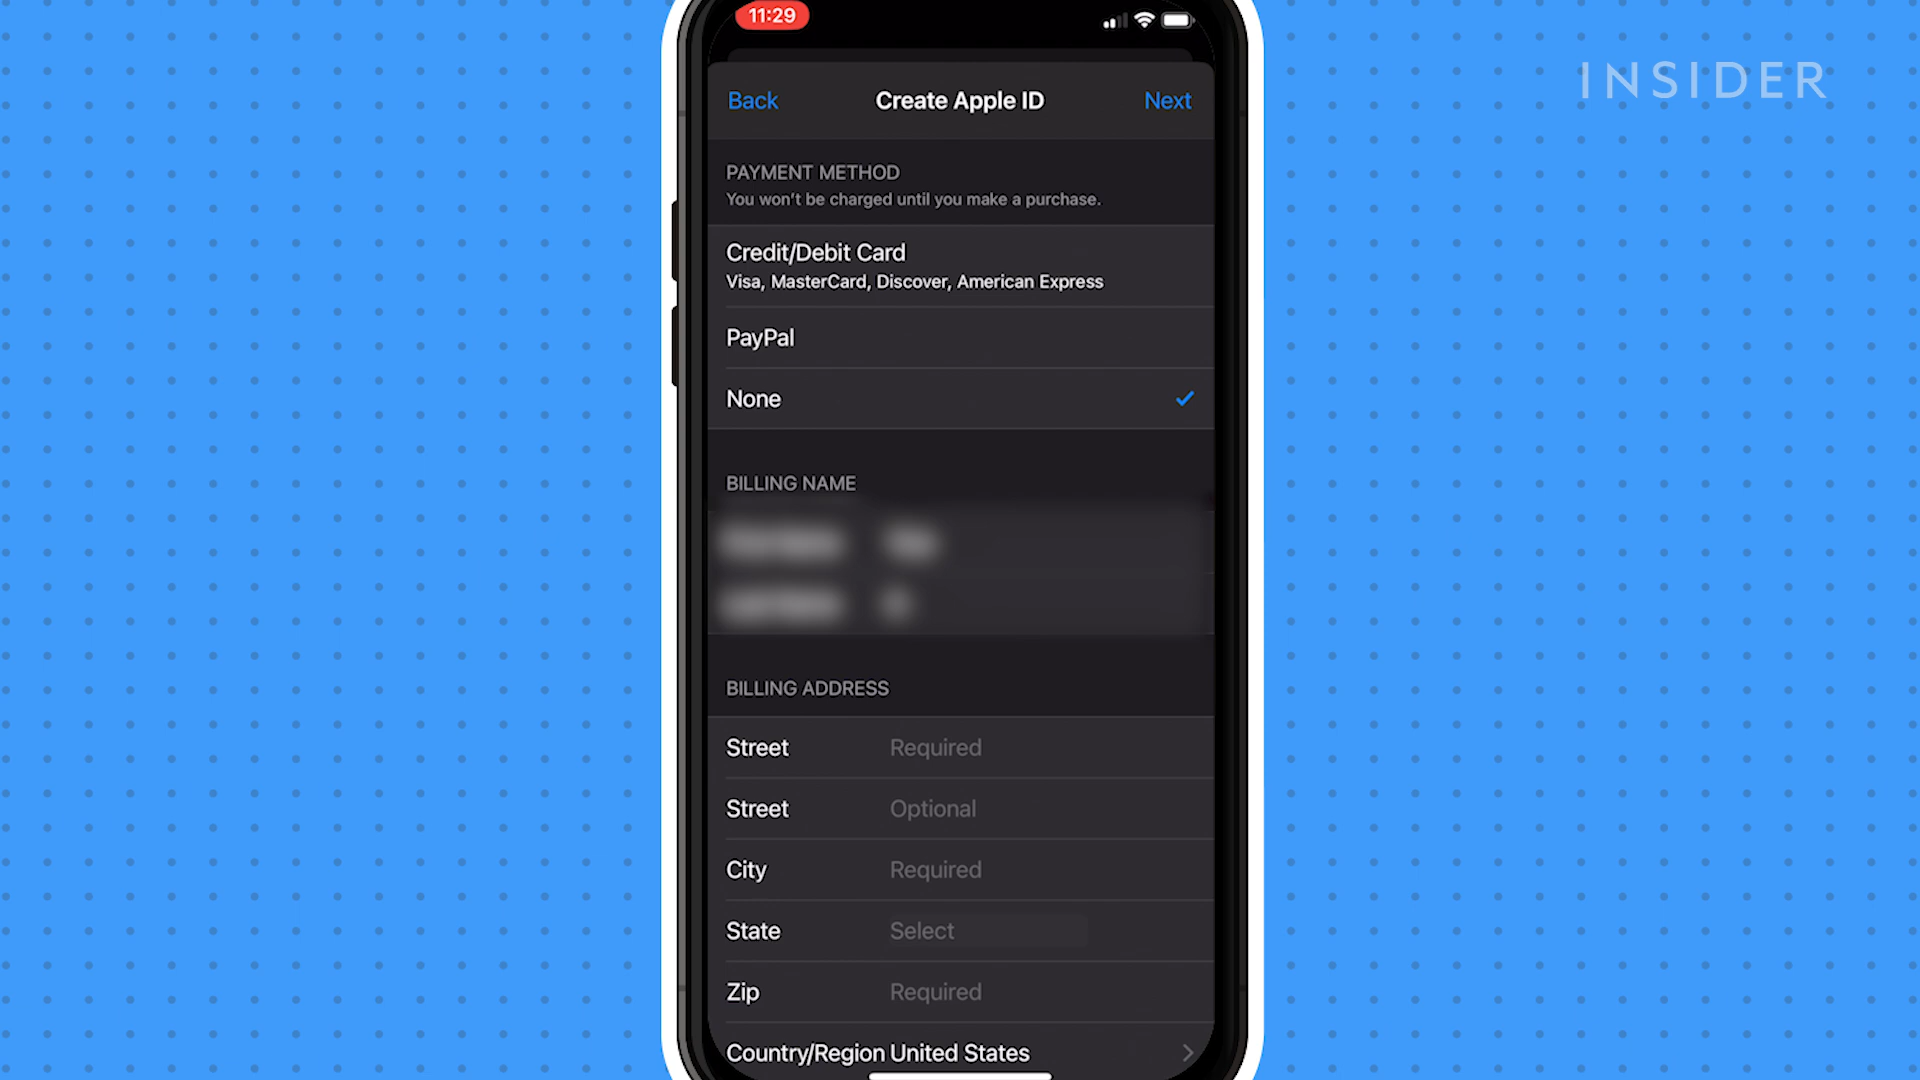 11:29
INSIDER
Back Create Apple ID Next
PAYMENT METHOD
You won't be charged until you make a purchase.
Credit/Debit Card
Visa, MasterCard, Discover, American Express
PayPal
None
BILLING NAME
BILLING ADDRESS
Street Required
Street Optional
City Required
State Select
Zip Required
Country/Region United States